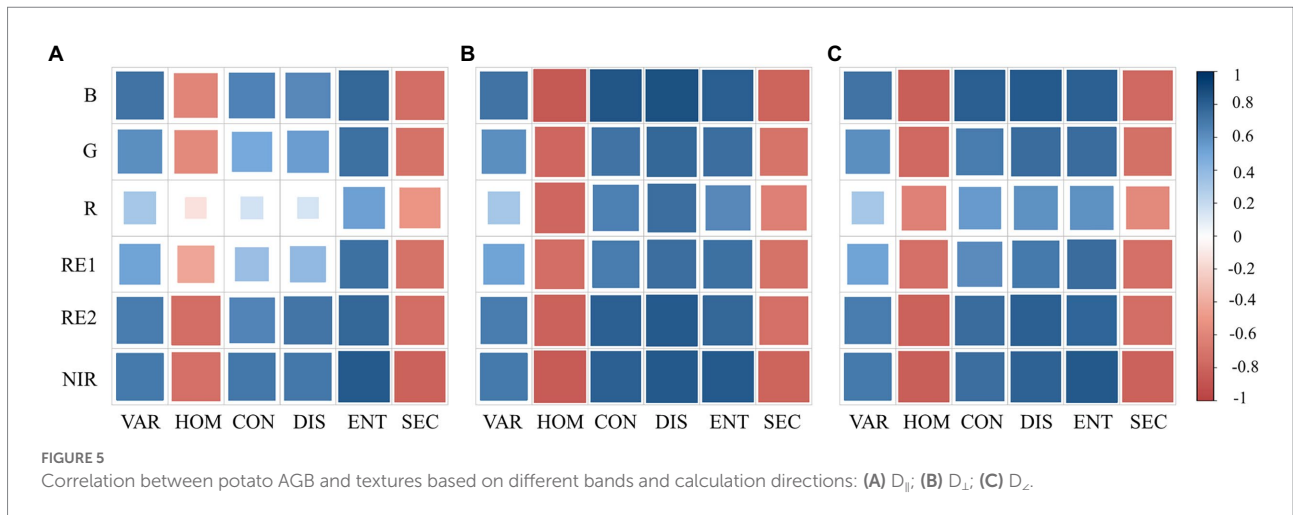 A
B
C
B
G
R
RE1
RE2
NIR
VAR HOM CON DIS ENT SEC
VAR HOM CON DIS ENT SEC
VAR HOM CON DIS ENT SEC
1
0.8
0.6
0.4
0.2
0
-0.2
-0.4
-0.6
-0.8
-1
FIGURE 5
Correlation between potato AGB and textures based on different bands and calculation directions: (A) D∥; (B) D⊥; (C) D∠.